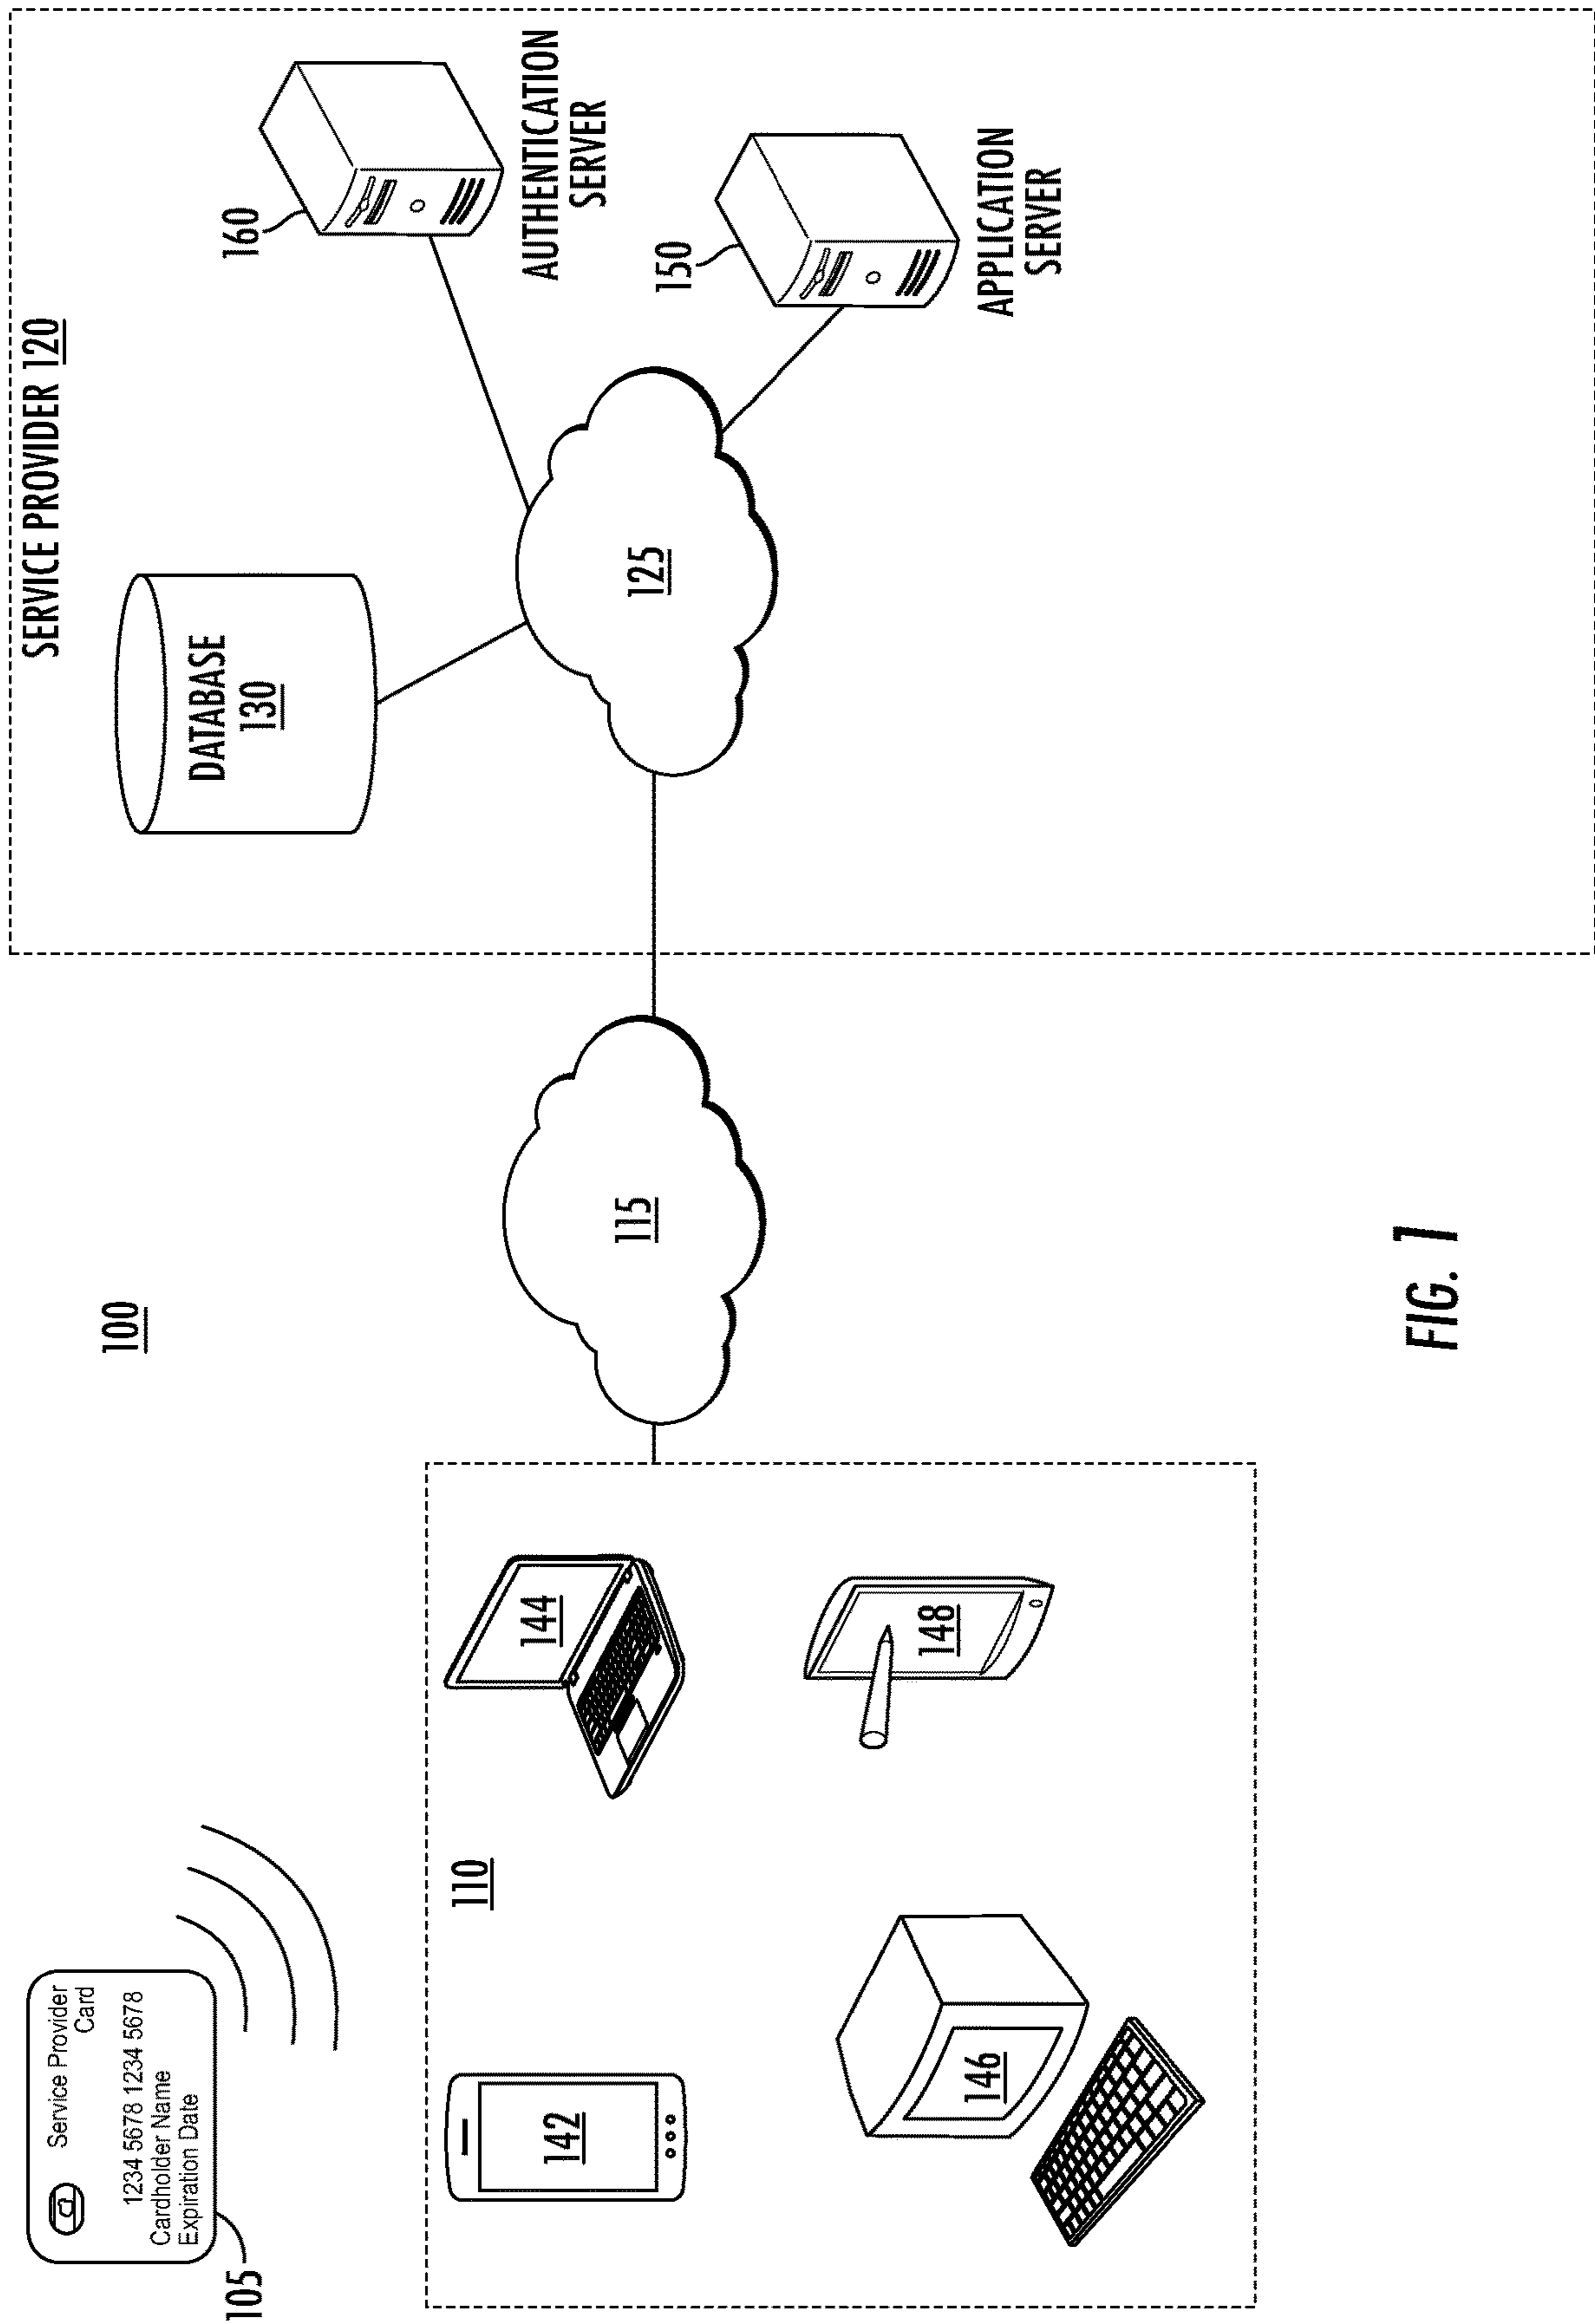 100
Service Provider
Card
1234 5678 1234 5678
Cardholder Name
Expiration Date
105
110
142
144
146
148
115
SERVICE PROVIDER 120
DATABASE
130
125
160
AUTHENTICATION
SERVER
150
APPLICATION
SERVER
FIG. 1